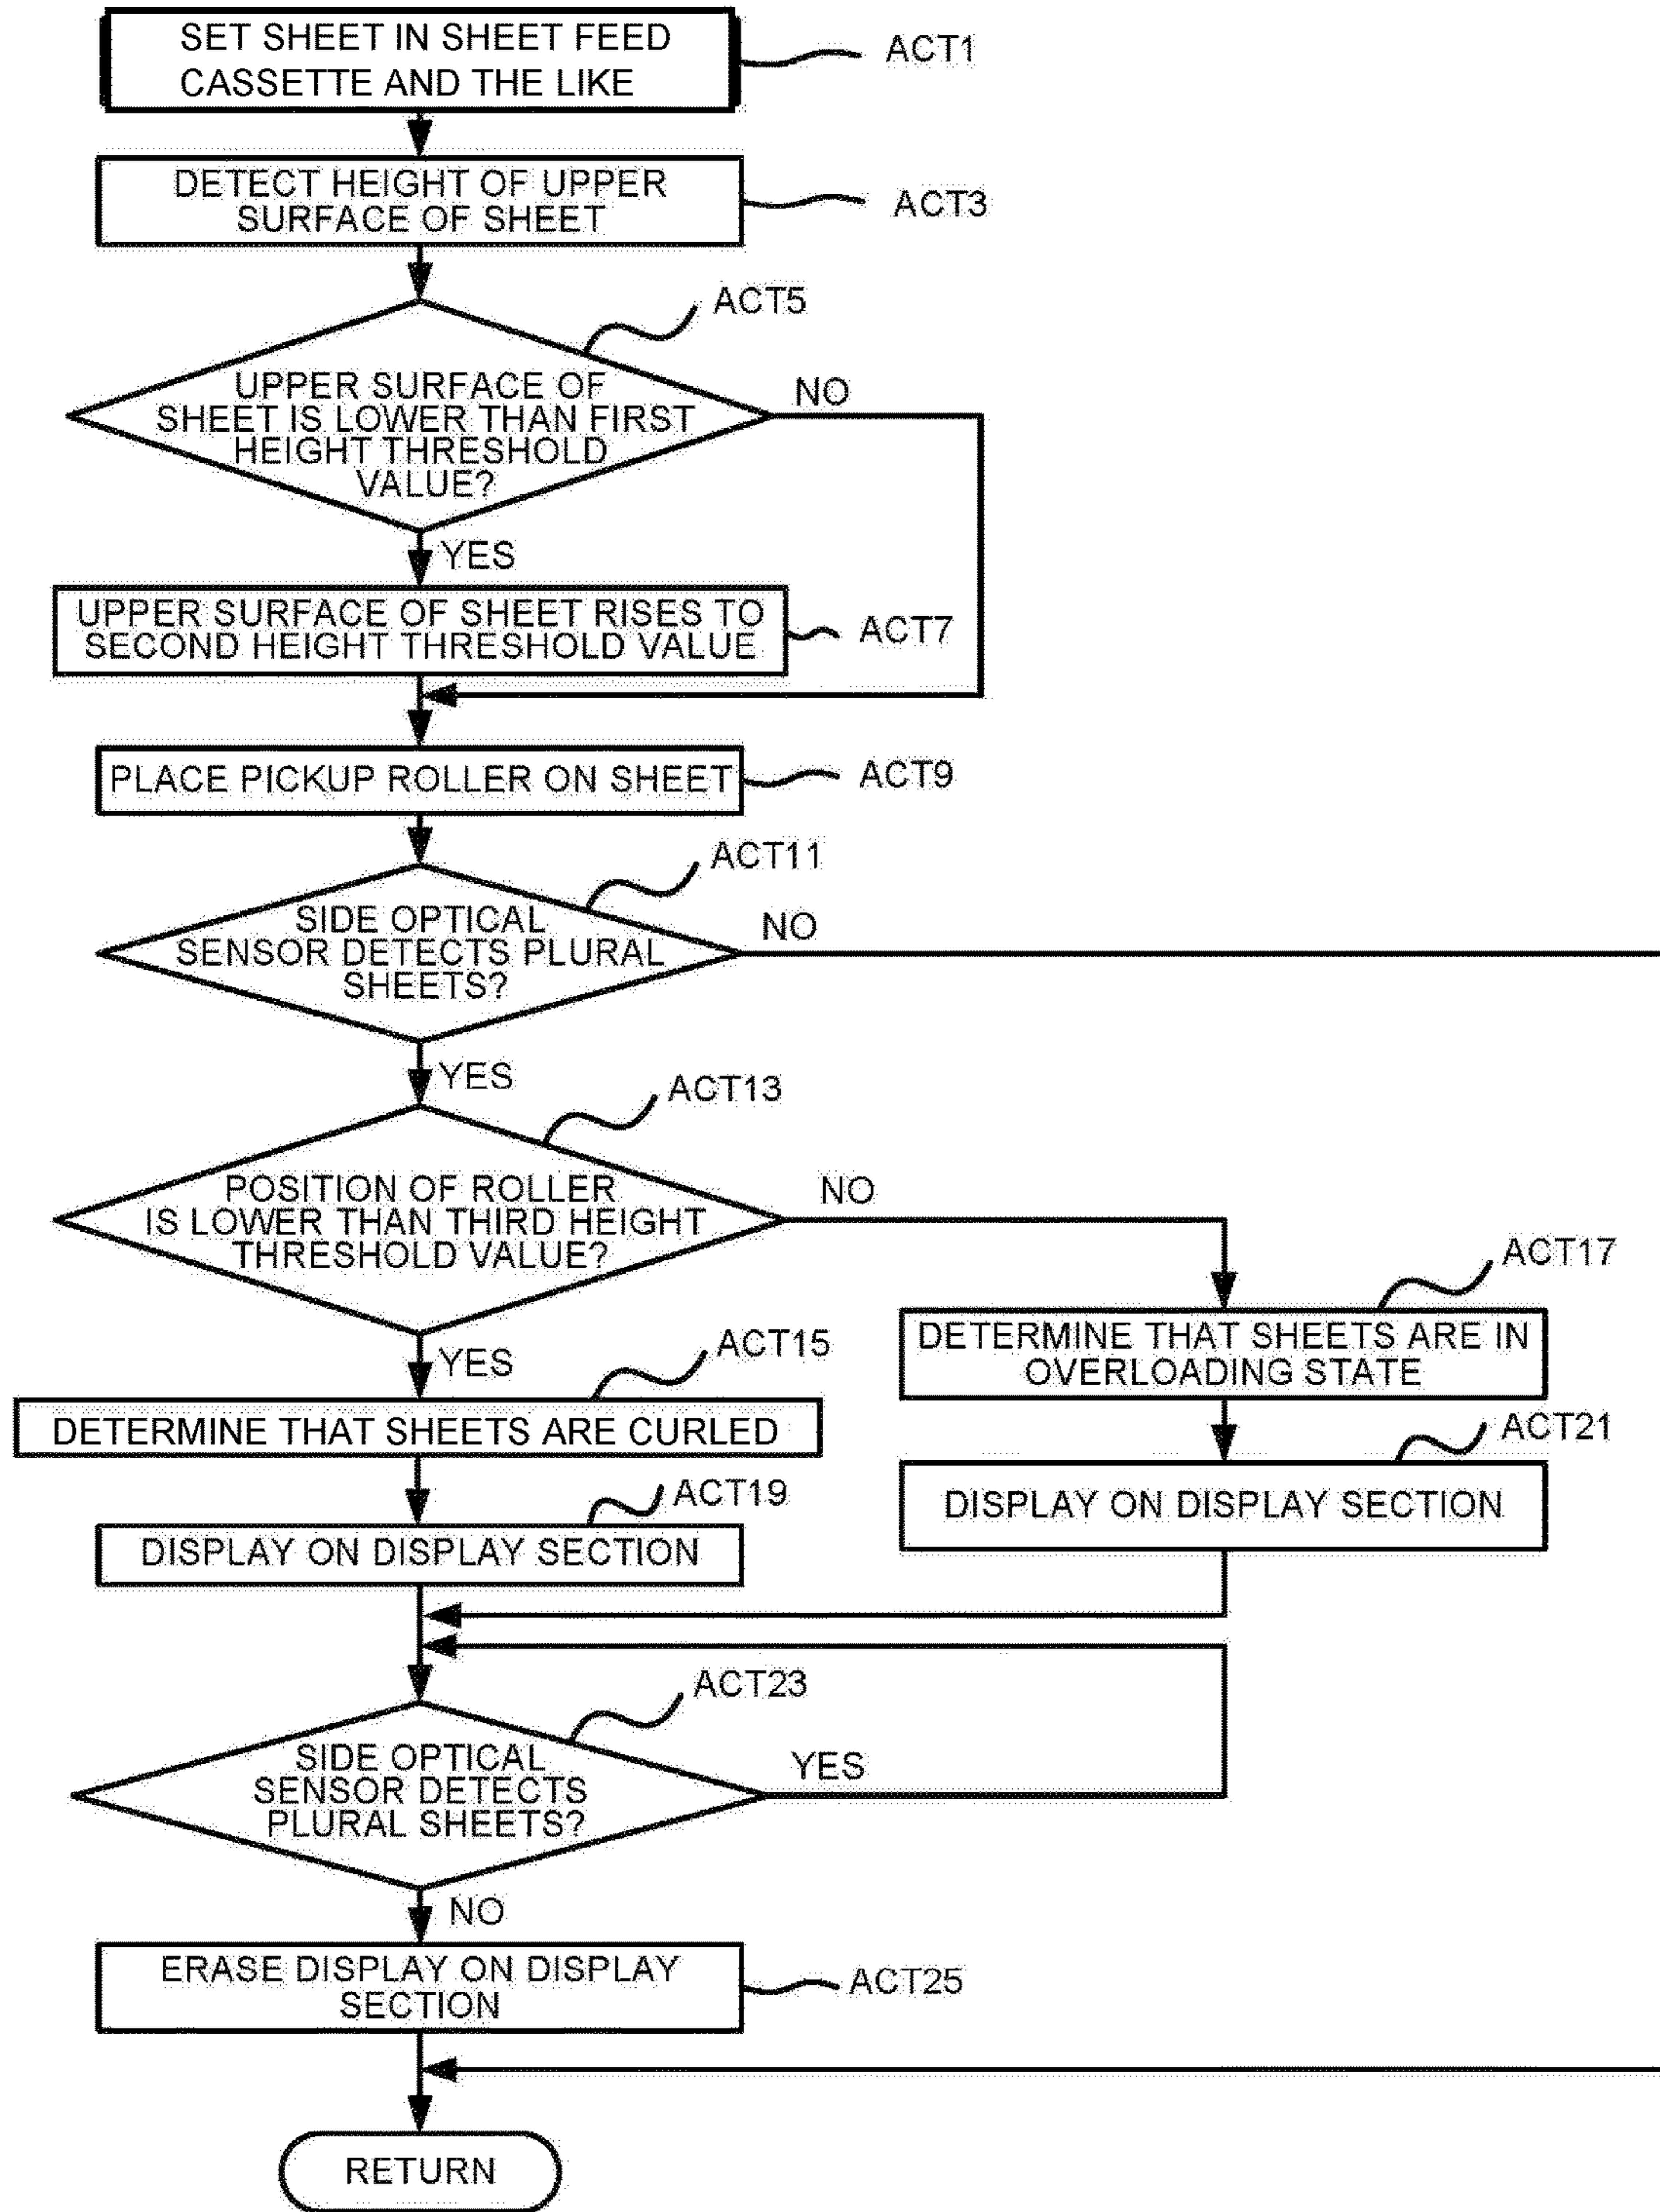 SET SHEET IN SHEET FEED
CASSETTE AND THE LIKE
ACT1
DETECT HEIGHT OF UPPER
SURFACE OF SHEET
ACT3
ACT5
UPPER SURFACE OF
SHEET IS LOWER THAN FIRST
HEIGHT THRESHOLD
VALUE?
NO
YES
UPPER SURFACE OF SHEET RISES TO
SECOND HEIGHT THRESHOLD VALUE
ACT7
PLACE PICKUP ROLLER ON SHEET
ACT9
ACT11
SIDE OPTICAL
SENSOR DETECTS PLURAL
SHEETS?
NO
YES
ACT13
POSITION OF ROLLER
IS LOWER THAN THIRD HEIGHT
THRESHOLD VALUE?
NO
YES
ACT15
DETERMINE THAT SHEETS ARE CURLED
ACT17
DETERMINE THAT SHEETS ARE IN
OVERLOADING STATE
ACT19
DISPLAY ON DISPLAY SECTION
ACT21
DISPLAY ON DISPLAY SECTION
ACT23
SIDE OPTICAL
SENSOR DETECTS
PLURAL SHEETS?
YES
NO
ERASE DISPLAY ON DISPLAY
SECTION
ACT25
RETURN